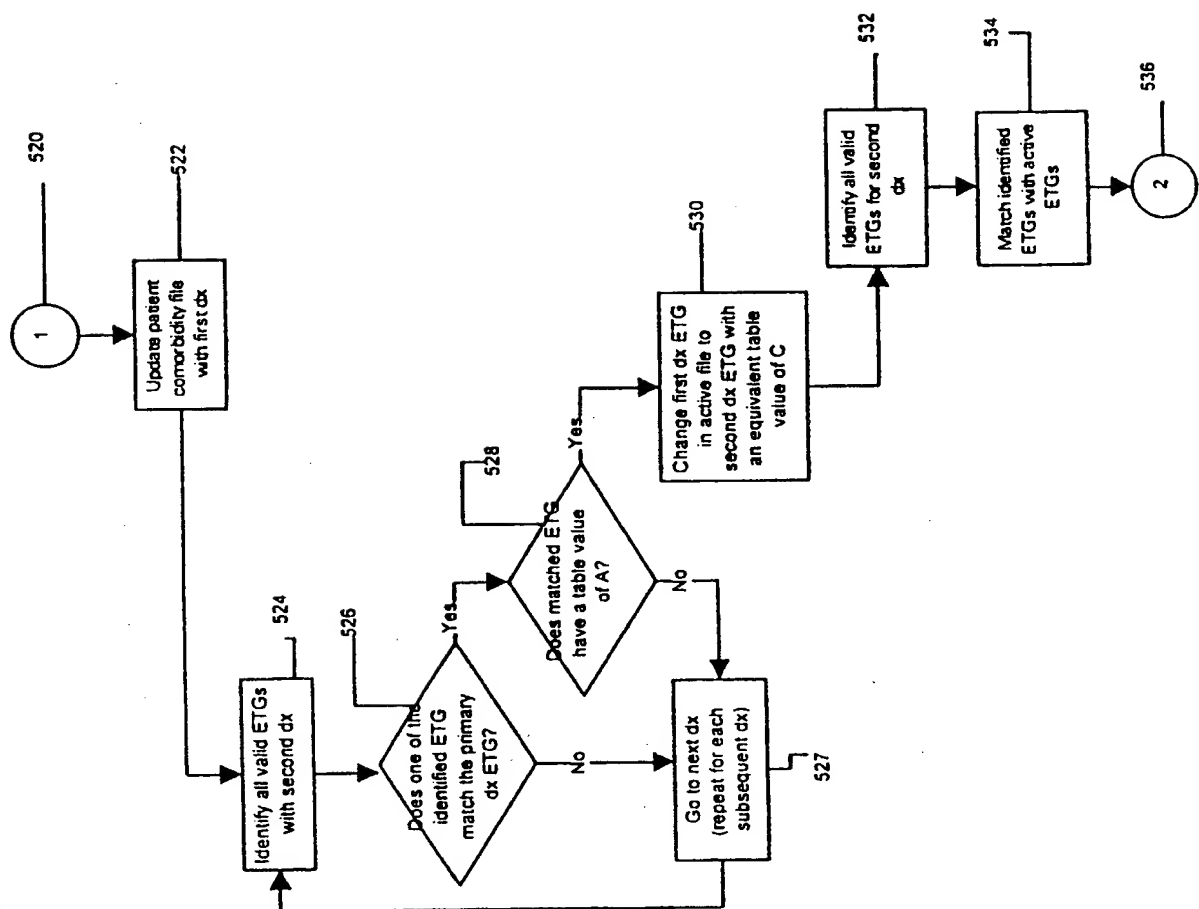 520
1
522
Update patient
comorbidity file
with first dx
524
Identify all valid ETGs
with second dx
526
Does one of the
identified ETG
match the primary
dx ETG?
Yes
No
528
Does matched ETG
have a table value
of A?
Yes
No
Go to next dx
(repeat for each
subsequent dx)
527
530
Change first dx ETG
in active file to
second dx ETG with
an equivalent table
value of C
532
Identify all valid
ETGs for second
dx
534
Match identified
ETGs with active
ETGs
536
2